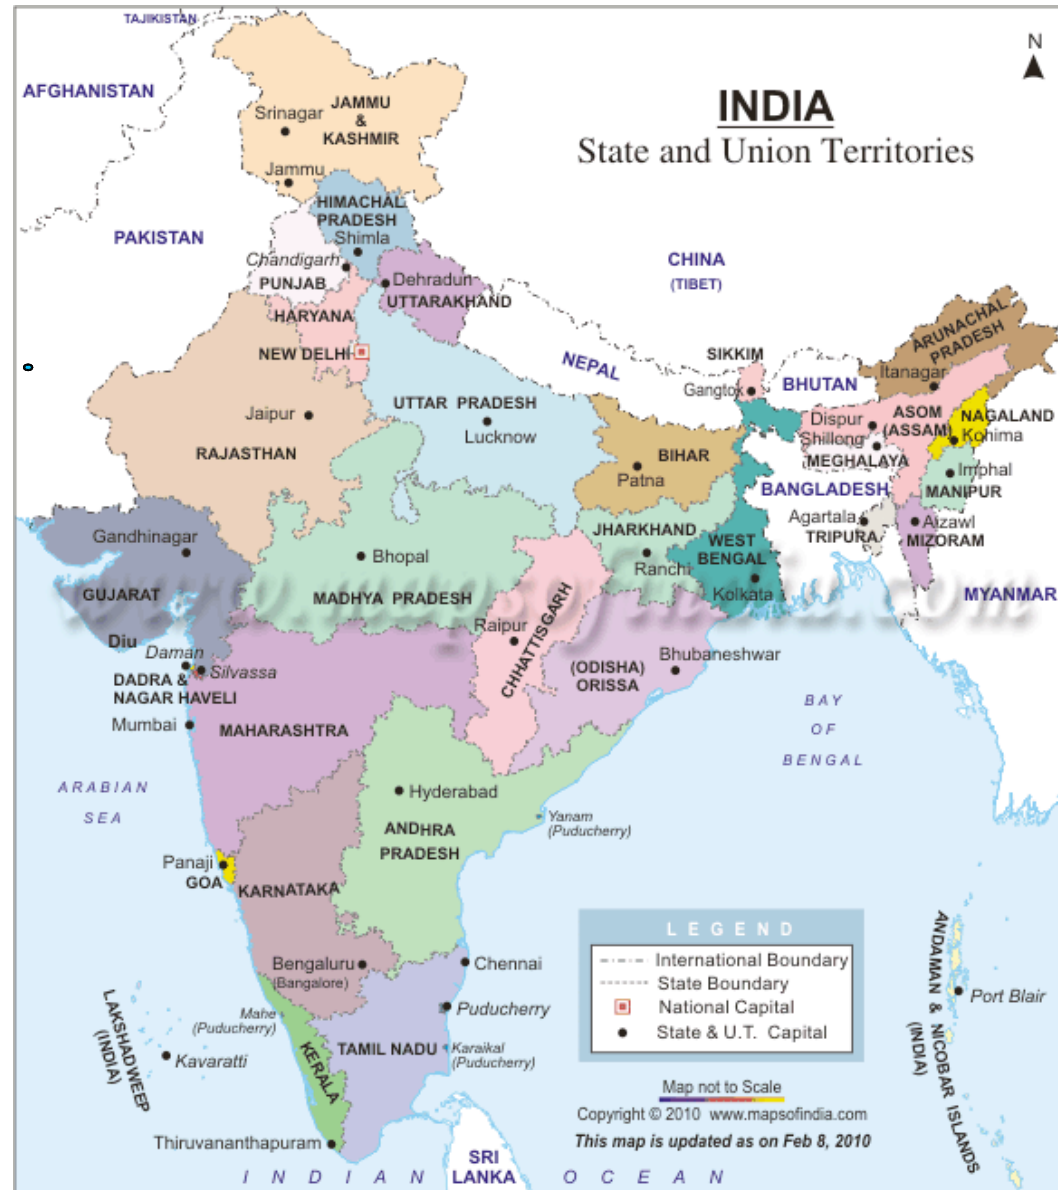 TAJIKISTAN
AFGHANISTAN
N
INDIA
State and Union Territories
JAMMU
&
KASHMIR
Srinagar
Jammu
HIMACHAL
PRADESH
Shimla
PAKISTAN
Chandigarh
PUNJAB
Dehradun
UTTARAKHAND
CHINA
(TIBET)
HARYANA
NEW DELHI
NEPAL
SIKKIM
Gangtok
BHUTAN
ARUNACHAL
PRADESH
Itanagar
Jaipur
RAJASTHAN
UTTAR PRADESH
Lucknow
BIHAR
Patna
Dispur
Shillong
MEGHALAYA
ASOM
(ASSAM)
NAGALAND
Kohima
Imphal
MANIPUR
BANGLADESH
Agartala
TRIPURA
Aizawl
MIZORAM
MYANMAR
Gandhinagar
GUJARAT
Diu
Bhopal
MADHYA PRADESH
JHARKHAND
Ranchi
WEST
BENGAL
Kolkata
www.mapsofindia.com
Raipur
CHHATTISGARH
(ODISHA)
ORISSA
Bhubaneshwar
Daman
Silvassa
DADRA &
NAGAR HAVELI
Mumbai
MAHARASHTRA
BAY
OF
BENGAL
ARABIAN
SEA
Hyderabad
ANDHRA
PRADESH
Yanam
(Puducherry)
Panaji
GOA
KARNATAKA
Bengaluru
(Bangalore)
Chennai
Mahe
(Puducherry)
Puducherry
KERALA
TAMIL NADU
Karaikal
(Puducherry)
LAKSHADWEEP
(INDIA)
Kavaratti
Thiruvananthapuram
SRI
LANKA
INDIAN OCEAN
LEGEND
International Boundary
State Boundary
National Capital
State & U.T. Capital
Map not to Scale
Copyright © 2010 www.mapsofindia.com
This map is updated as on Feb 8, 2010
ANDAMAN & NICOBAR ISLANDS
(INDIA)
Port Blair